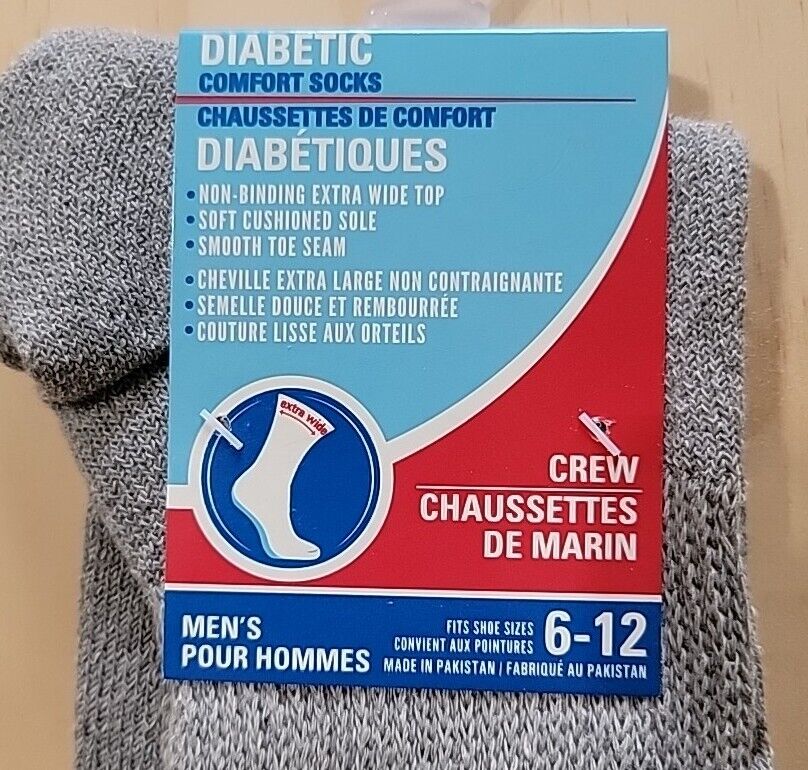 DIABETIC
COMFORT SOCKS
CHAUSSETTES DE CONFORT
DIABÉTIQUES
• NON-BINDING EXTRA WIDE TOP
• SOFT CUSHIONED SOLE
• SMOOTH TOE SEAM
• CHEVILLE EXTRA LARGE NON CONTRAIGNANTE
• SEMELLE DOUCE ET REMBOURRÉE
• COUTURE LISSE AUX ORTEILS
extra wide
CREW
CHAUSSETTES
DE MARIN
MEN'S
POUR HOMMES
FITS SHOE SIZES
CONVIENT AUX POINTURES
6-12
MADE IN PAKISTAN / FABRIQUÉ AU PAKISTAN